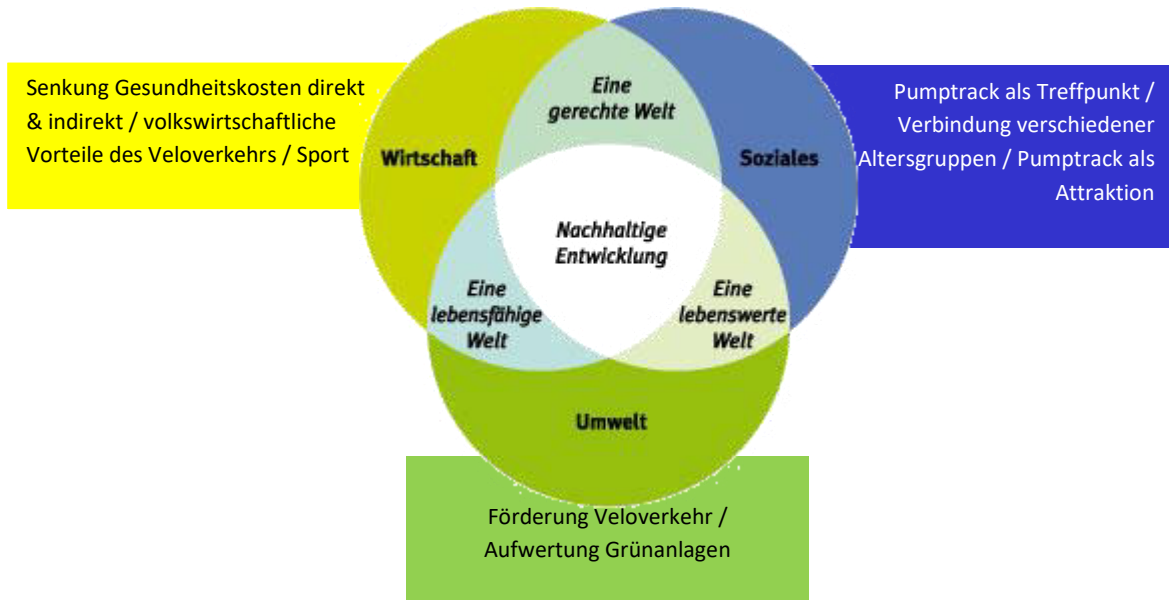 Senkung Gesundheitskosten direkt
& indirekt / volkswirtschaftliche
Vorteile des Veloverkehrs / Sport
Wirtschaft
Eine
gerechte Welt
Soziales
Pumptrack als Treffpunkt /
Verbindung verschiedener
Altersgruppen / Pumptrack als
Attraktion
Nachhaltige
Entwicklung
Eine
lebensfähige
Welt
Eine
lebenswerte
Welt
Umwelt
Förderung Veloverkehr /
Aufwertung Grünanlagen